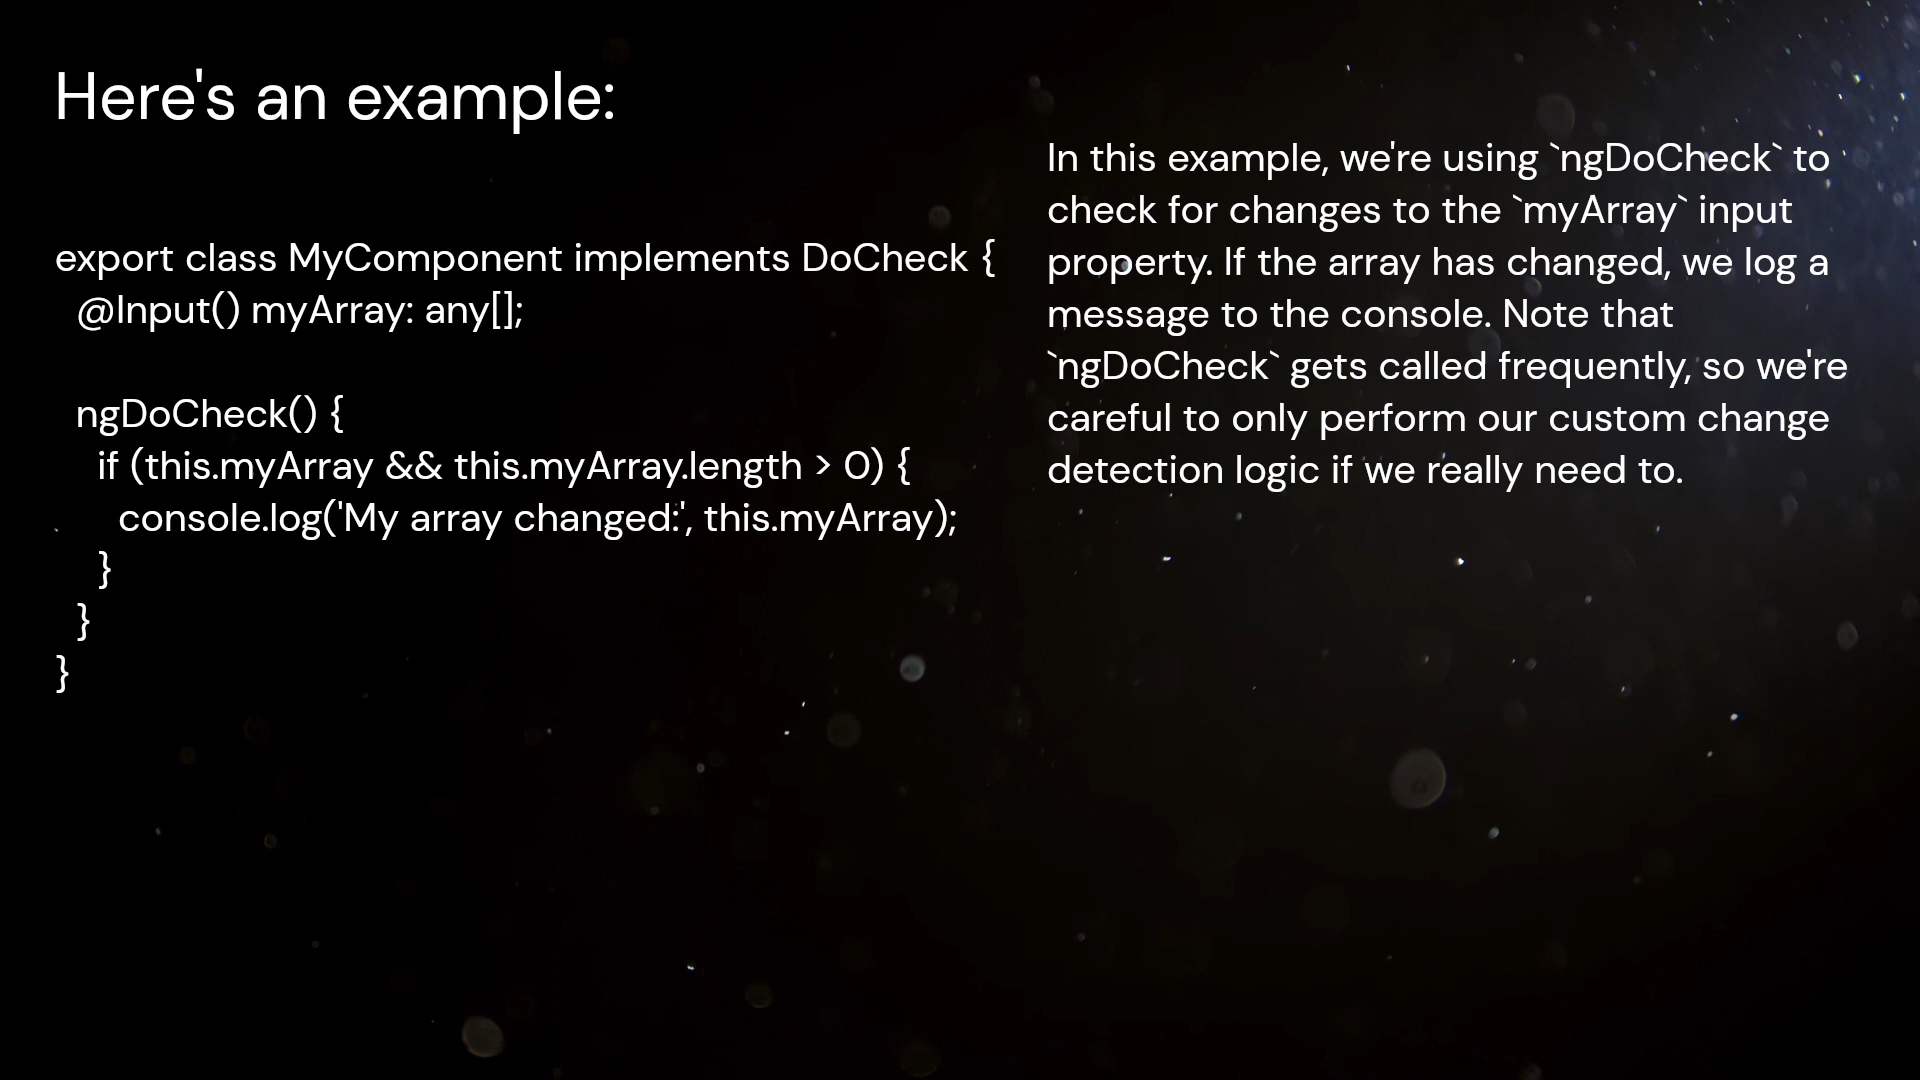 Here's an example:
export class MyComponent implements DoCheck {
  @Input() myArray: any[];
  ngDoCheck() {
    if (this.myArray && this.myArray.length > 0) {
      console.log('My array changed:', this.myArray);
    }
  }
}
In this example, we're using `ngDoCheck` to
check for changes to the `myArray` input
property. If the array has changed, we log a
message to the console. Note that
`ngDoCheck` gets called frequently, so we're
careful to only perform our custom change
detection logic if we really need to.